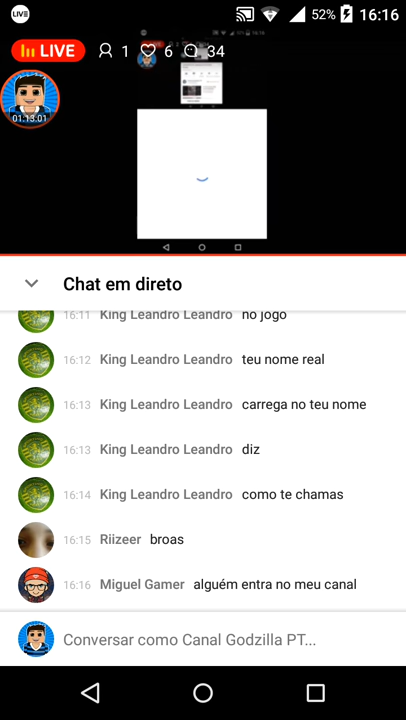 LIVE 52% 16:16
LIVE 1 6 34
01:13.01
Chat em direto
16:11 King Leandro Leandro no jogo
16:12 King Leandro Leandro teu nome real
16:13 King Leandro Leandro carrega no teu nome
16:13 King Leandro Leandro diz
16:14 King Leandro Leandro como te chamas
16:15 Riizeer broas
16:16 Miguel Gamer alguém entra no meu canal
Conversar como Canal Godzilla PT...